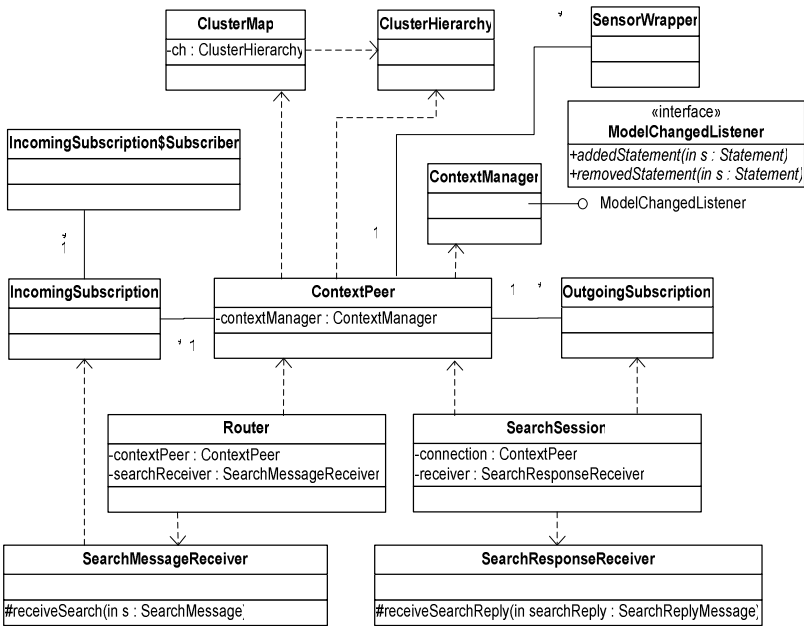 ClusterMap
-ch : ClusterHierarchy
ClusterHierarchy
*
SensorWrapper
«interface»
ModelChangedListener
+addedStatement(in s : Statement)
+removedStatement(in s : Statement)
IncomingSubscription$Subscriber
ContextManager
ModelChangedListener
*
1
1
IncomingSubscription
ContextPeer
-contextManager : ContextManager
1
*
OutgoingSubscription
*
1
Router
-contextPeer : ContextPeer
-searchReceiver : SearchMessageReceiver
SearchSession
-connection : ContextPeer
-receiver : SearchResponseReceiver
SearchMessageReceiver
#receiveSearch(in s : SearchMessage)
SearchResponseReceiver
#receiveSearchReply(in searchReply : SearchReplyMessage)